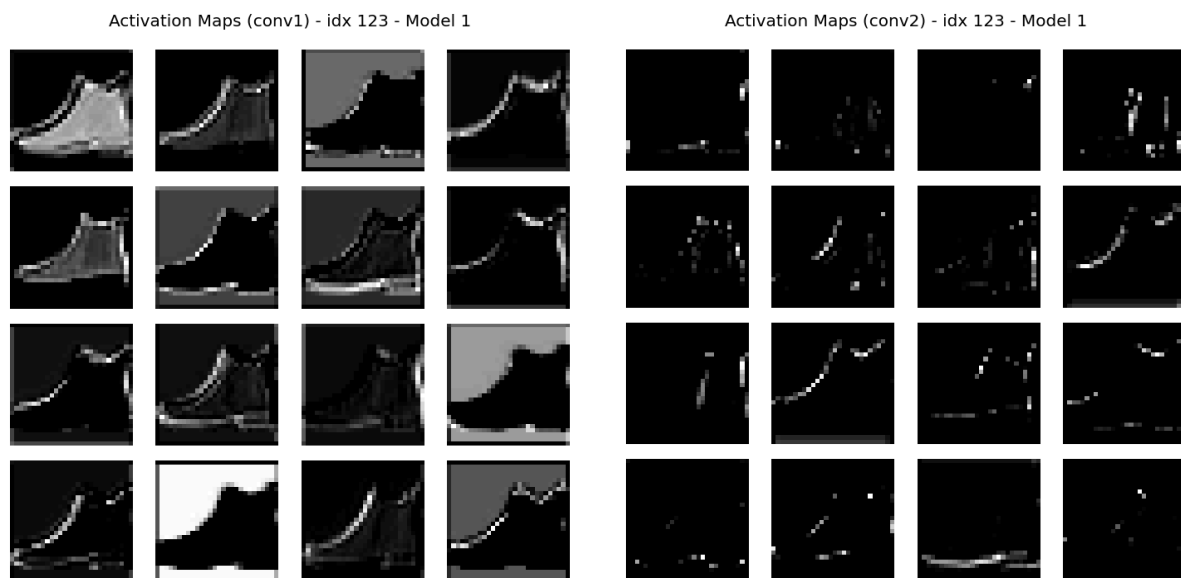 Activation Maps (conv1) - idx 123 - Model 1
Activation Maps (conv2) - idx 123 - Model 1